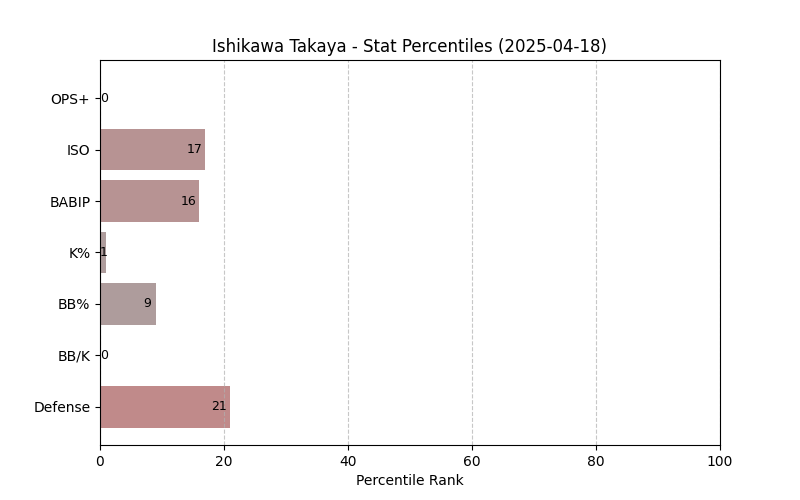 Ishikawa Takaya - Stat Percentiles (2025-04-18)
OPS+ 0
ISO 17
BABIP 16
K% 1
BB% 9
BB/K 0
Defense 21
0 20 40 60 80 100
Percentile Rank